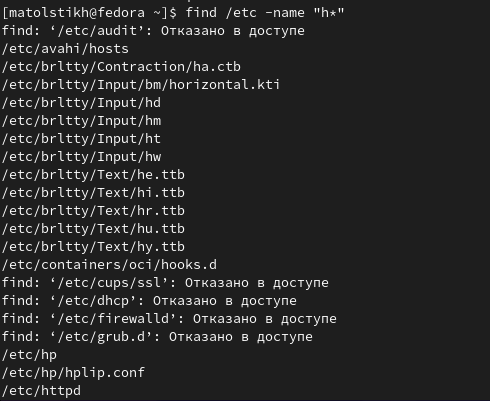 [matolstikh@fedora ~]$ find /etc -name "h*"
find: ‘/etc/audit’: Отказано в доступе
/etc/avahi/hosts
/etc/brltty/Contraction/ha.ctb
/etc/brltty/Input/bm/horizontal.kti
/etc/brltty/Input/hd
/etc/brltty/Input/hm
/etc/brltty/Input/ht
/etc/brltty/Input/hw
/etc/brltty/Text/he.ttb
/etc/brltty/Text/hi.ttb
/etc/brltty/Text/hr.ttb
/etc/brltty/Text/hu.ttb
/etc/brltty/Text/hy.ttb
/etc/containers/oci/hooks.d
find: ‘/etc/cups/ssl’: Отказано в доступе
find: ‘/etc/dhcp’: Отказано в доступе
find: ‘/etc/firewalld’: Отказано в доступе
find: ‘/etc/grub.d’: Отказано в доступе
/etc/hp
/etc/hp/hplip.conf
/etc/httpd